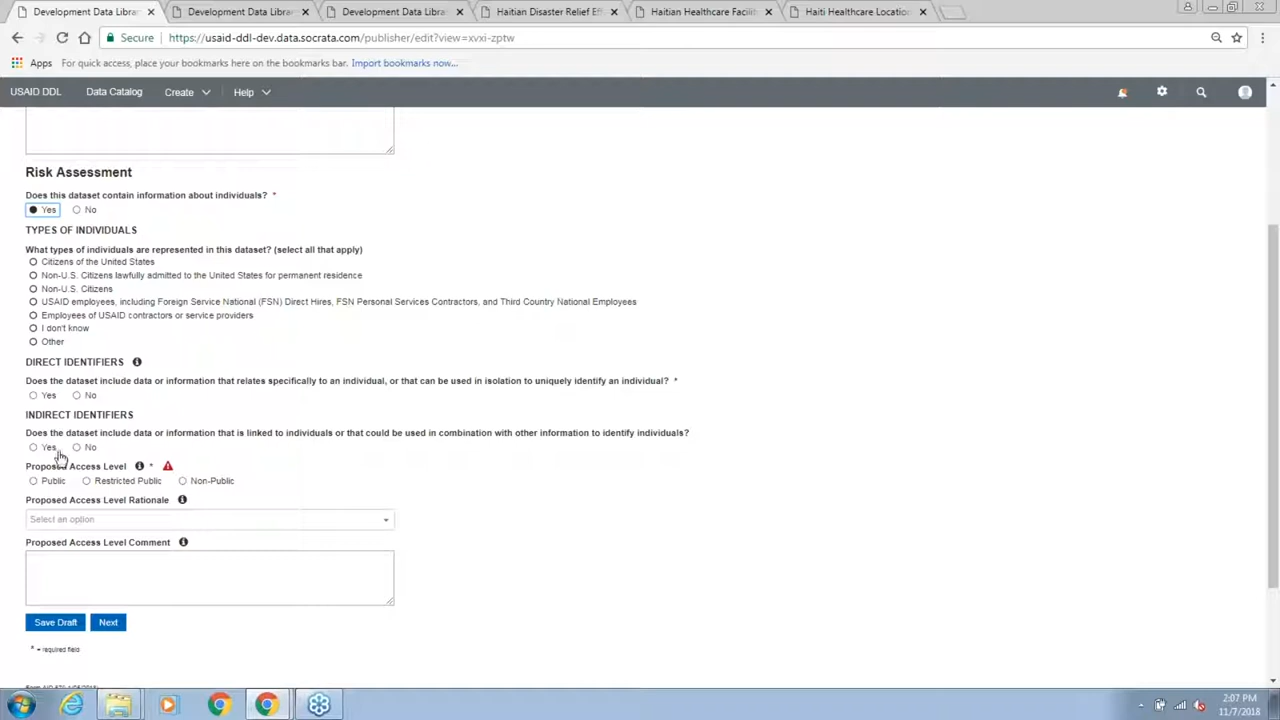 Development Data Libra
Development Data Librar
Development Data Libra
Haitian Disaster Relief Ef
Haitian Healthcare Facilit
Haiti Healthcare Locatio
Secure
https://usaid-ddl-dev.data.socrata.com/publisher/edit?view=xvxi-zptw
Apps
For quick access, place your bookmarks here on the bookmarks bar. Import bookmarks now...
USAID DDL
Data Catalog
Create
Help
Risk Assessment
Does this dataset contain information about individuals? *
Yes
No
TYPES OF INDIVIDUALS
What types of individuals are represented in this dataset? (select all that apply)
Citizens of the United States
Non-U.S. Citizens lawfully admitted to the United States for permanent residence
Non-U.S. Citizens
USAID employees, including Foreign Service National (FSN) Direct Hires, FSN Personal Services Contractors, and Third Country National Employees
Employees of USAID contractors or service providers
I don't know
Other
DIRECT IDENTIFIERS
Does the dataset include data or information that relates specifically to an individual, or that can be used in isolation to uniquely identify an individual? *
Yes
No
INDIRECT IDENTIFIERS
Does the dataset include data or information that is linked to individuals or that could be used in combination with other information to identify individuals?
Yes
No
Proposed Access Level *
Public
Restricted Public
Non-Public
Proposed Access Level Rationale
Select an option
Proposed Access Level Comment
Save Draft
Next
* = required field
2:07 PM
11/7/2018